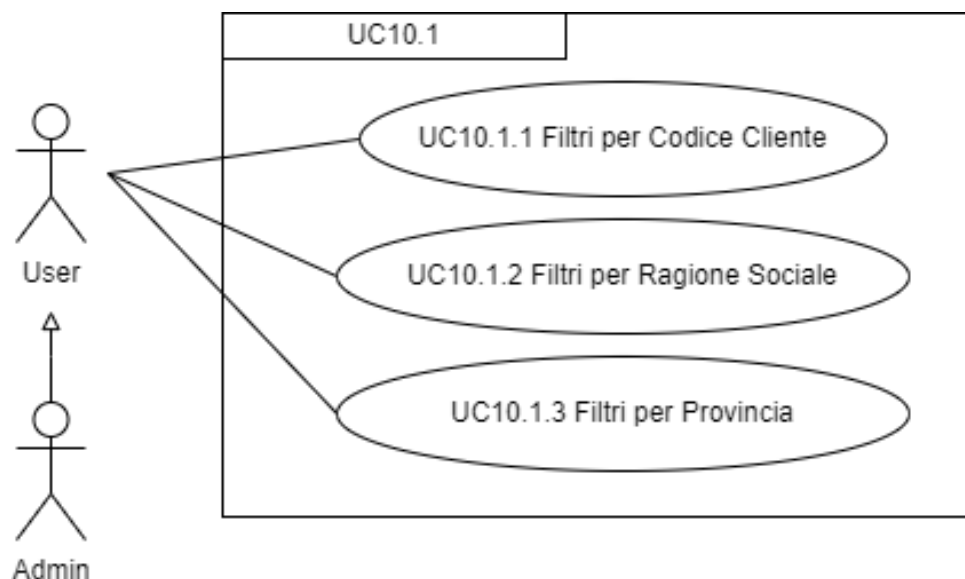 UC10.1
UC10.1.1 Filtri per Codice Cliente
UC10.1.2 Filtri per Ragione Sociale
User
UC10.1.3 Filtri per Provincia
Admin